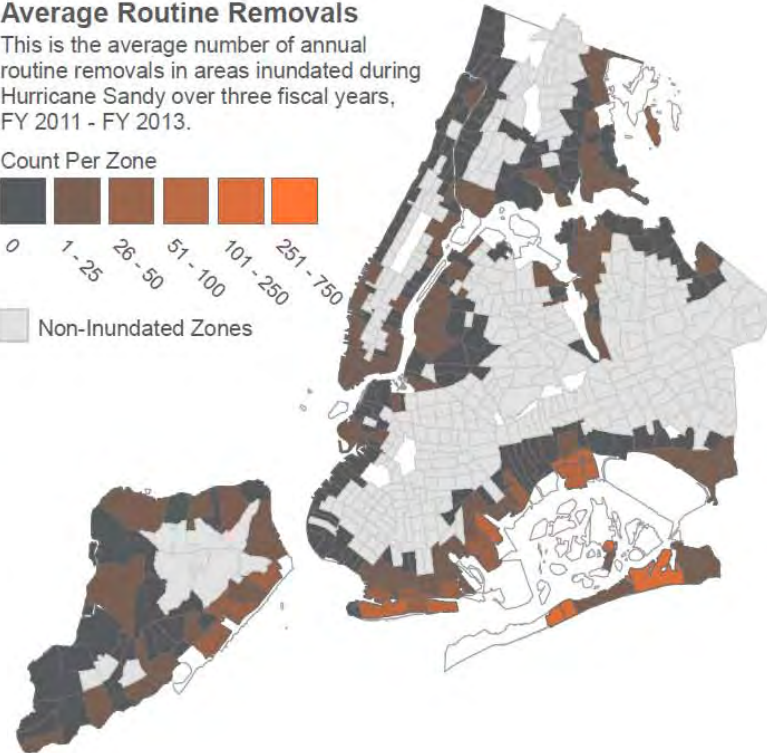 Average Routine Removals
This is the average number of annual
routine removals in areas inundated during
Hurricane Sandy over three fiscal years,
FY 2011 - FY 2013.
Count Per Zone
0
1 - 25
26 - 50
51 - 100
101 - 250
251 - 750
Non-Inundated Zones